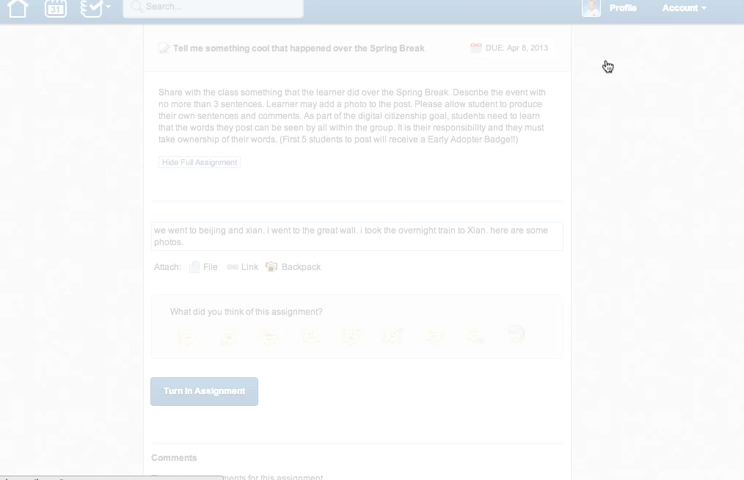 31
Search...
Profile
Account
Tell me something cool that happened over the Spring Break
DUE: Apr 8, 2013
Share with the class something that the learner did over the Spring Break. Describe the event with
no more than 3 sentences. Learner may add a photo to the post. Please allow student to produce
their own sentences and comments. As part of the digital citizenship goal, students need to learn
that the words they post can be seen by all within the group. It is their responsibility and they must
take ownership of their words. (First 5 students to post will receive a Early Adopter Badge!!)
Hide Full Assignment
we went to beijing and xian. i went to the great wall. i took the overnight train to Xian. here are some
photos.
Attach: File Link Backpack
What did you think of this assignment?
Turn in Assignment
Comments
for this assignment